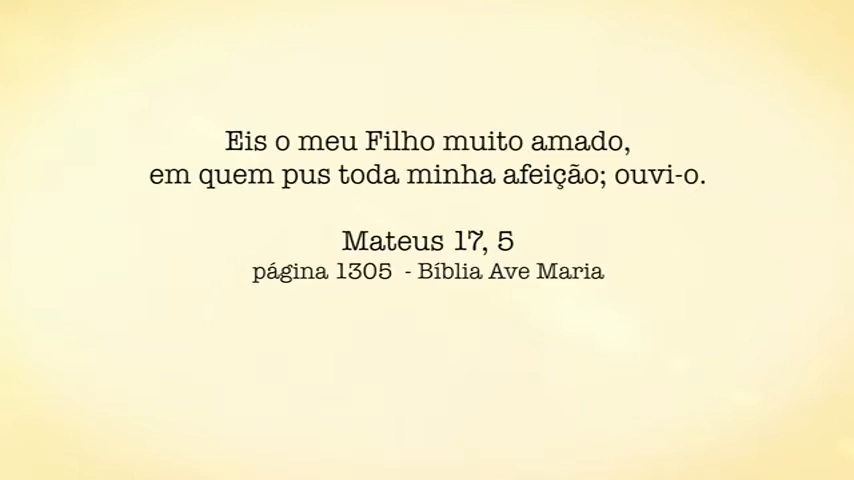 Eis o meu Filho muito amado,
em quem pus toda minha afeição; ouvi-o.
Mateus 17, 5
página 1305 - Bíblia Ave Maria